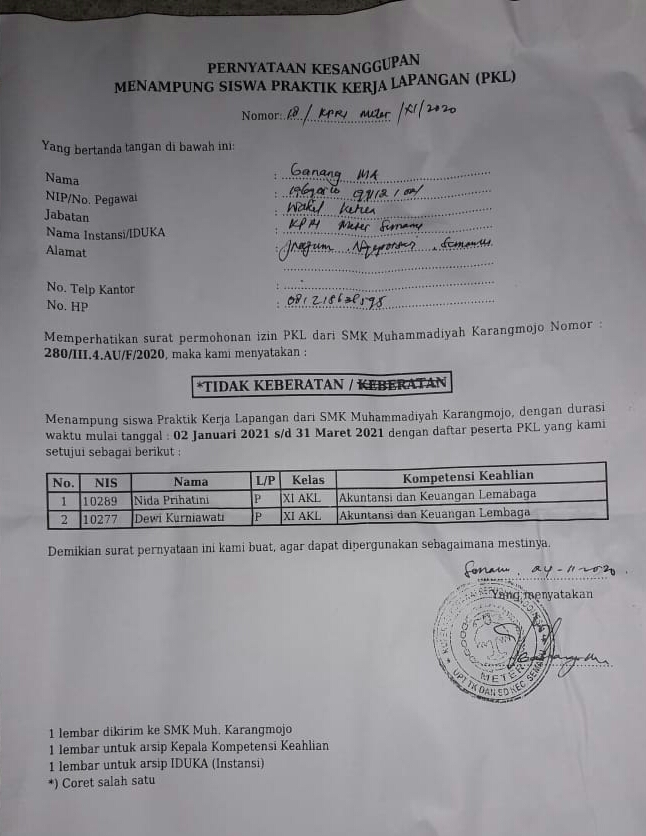 PERNYATAAN KESANGGUPAN
MENAMPUNG SISWA PRAKTIK KERJA LAPANGAN (PKL)
Nomor: 18/ KPRI Meter /XI/2020
Yang bertanda tangan di bawah ini:
Nama : Ganang MA
NIP/No. Pegawai :
Jabatan : Wakil Ketua
Nama Instansi/IDUKA : KPRI Meter Semanu
Alamat : Jragum, Ngeposari, Semanu
No. Telp Kantor :
No. HP :
Memperhatikan surat permohonan izin PKL dari SMK Muhammadiyah Karangmojo Nomor :
280/III.4.AU/F/2020, maka kami menyatakan :
*TIDAK KEBERATAN / KEBERATAN
Menampung siswa Praktik Kerja Lapangan dari SMK Muhammadiyah Karangmojo, dengan durasi
waktu mulai tanggal : 02 Januari 2021 s/d 31 Maret 2021 dengan daftar peserta PKL yang kami
setujui sebagai berikut :
No. NIS Nama L/P Kelas Kompetensi Keahlian
1 10289 Nida Prihatini P XI AKL Akuntansi dan Keuangan Lemabaga
2 10277 Dewi Kurniawati P XI AKL Akuntansi dan Keuangan Lembaga
Demikian surat pernyataan ini kami buat, agar dapat dipergunakan sebagaimana mestinya.
Semanu, 24-11-2020.
Yang menyatakan
METER
UPT TK DAN SD KEC. SEMANU
1 lembar dikirim ke SMK Muh. Karangmojo
1 lembar untuk arsip Kepala Kompetensi Keahlian
1 lembar untuk arsip IDUKA (Instansi)
*) Coret salah satu